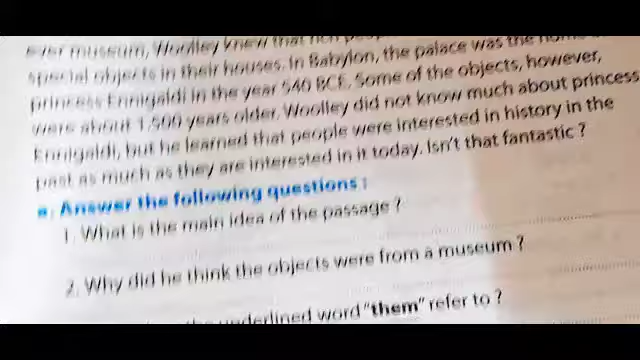 ever museum, Woolley knew that rich
special objects in their houses. In Babylon, the palace was the home
princess Ennigaldi in the year 540 BCE. Some of the objects, however,
were about 1,500 years older. Woolley did not know much about princess
Ennigaldi, but he learned that people were interested in history in the
past as much as they are interested in it today. Isn't that fantastic ?
a. Answer the following questions :
1. What is the main idea of the passage ?
2. Why did he think the objects were from a museum ?
the underlined word "them" refer to ?